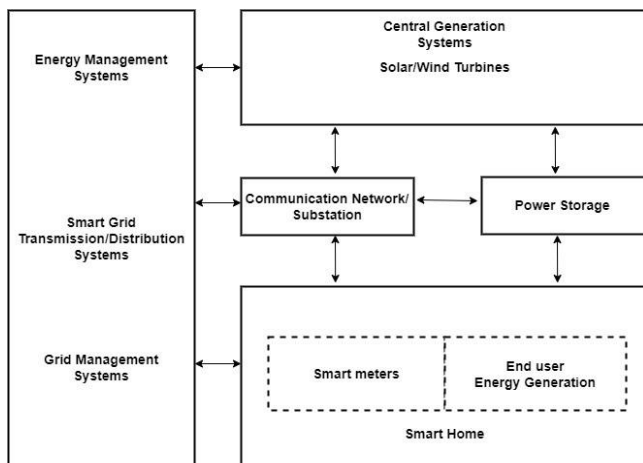 Energy Management
Systems
Central Generation
Systems
Solar/Wind Turbines
Smart Grid
Transmission/Distribution
Systems
Communication Network/
Substation
Power Storage
Grid Management
Systems
Smart meters
End user
Energy Generation
Smart Home